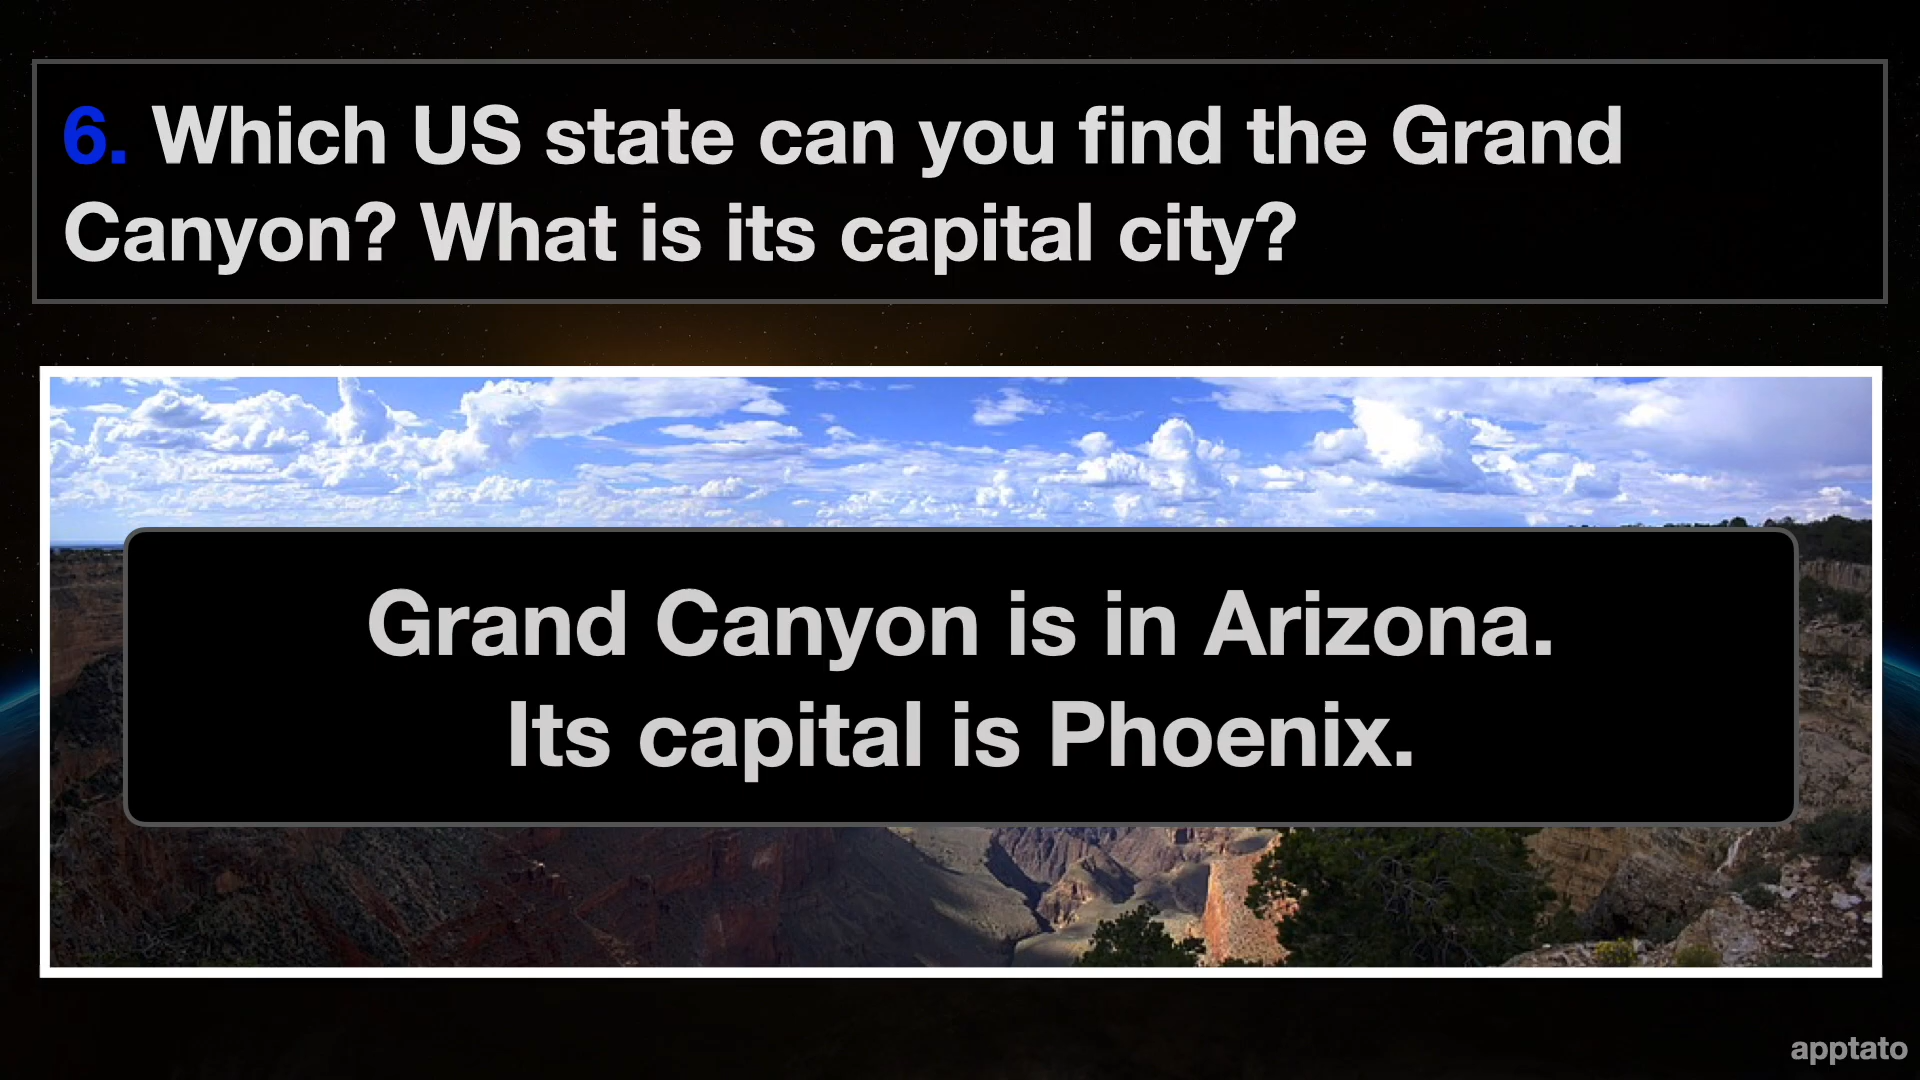 6. Which US state can you find the Grand
Canyon? What is its capital city?
Grand Canyon is in Arizona.
Its capital is Phoenix.
apptato